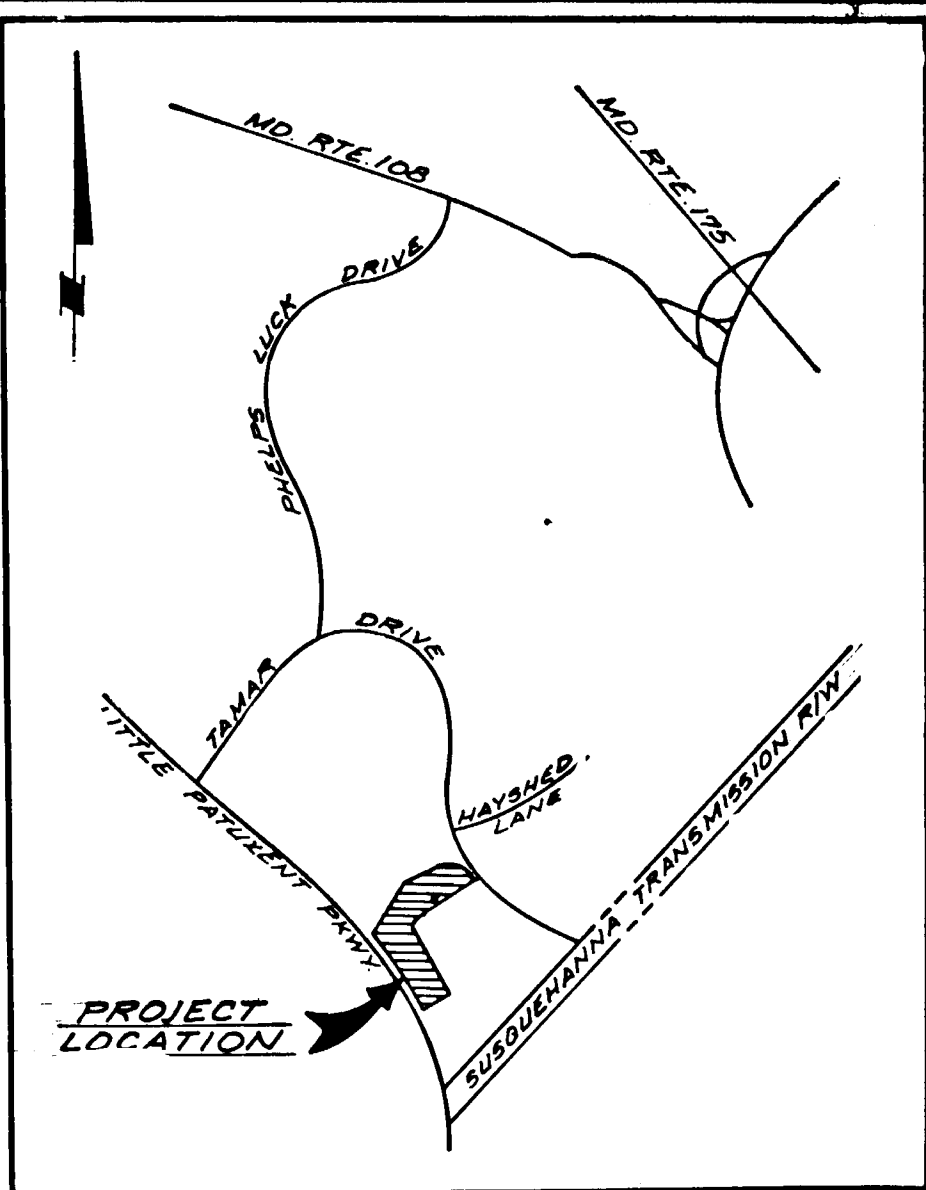 MD. RTE. 108
MD. RTE. 175
PHELPS LUCK DRIVE
TAMAR DRIVE
HAYSHED
LANE
LITTLE PATUXENT PKWY.
SUSQUEHANNA TRANSMISSION R/W
PROJECT
LOCATION
N